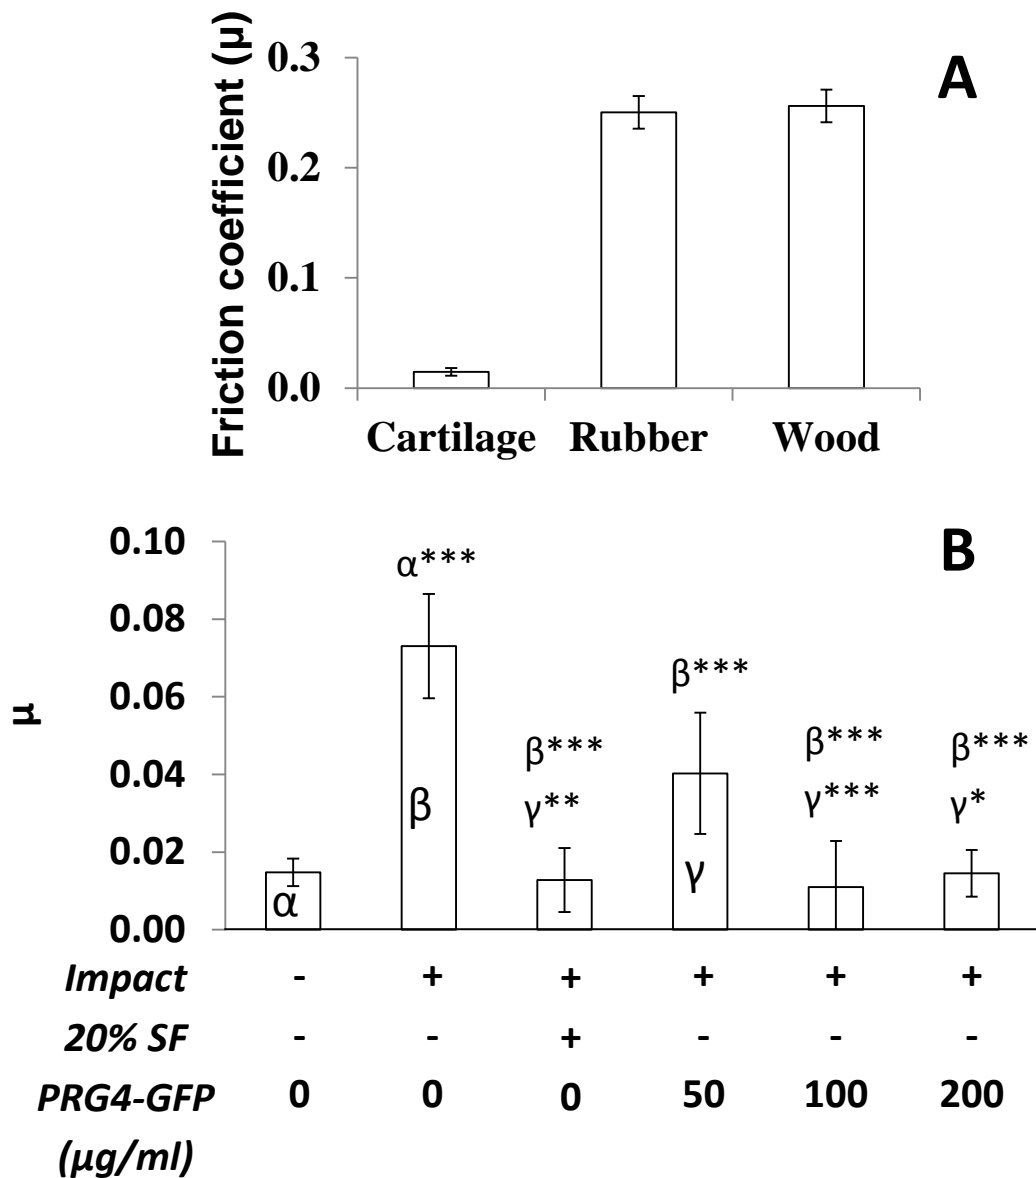 Friction coefficient (μ)
A
0.3
0.2
0.1
0.0
Cartilage Rubber Wood
B
μ
0.10
0.08
0.06
0.04
0.02
0.00
α
α***
β
β***
γ**
β***
γ
β***
γ***
β***
γ*
Impact - + + + + +
20% SF - - + - - -
PRG4-GFP 0 0 0 50 100 200
(μg/ml)